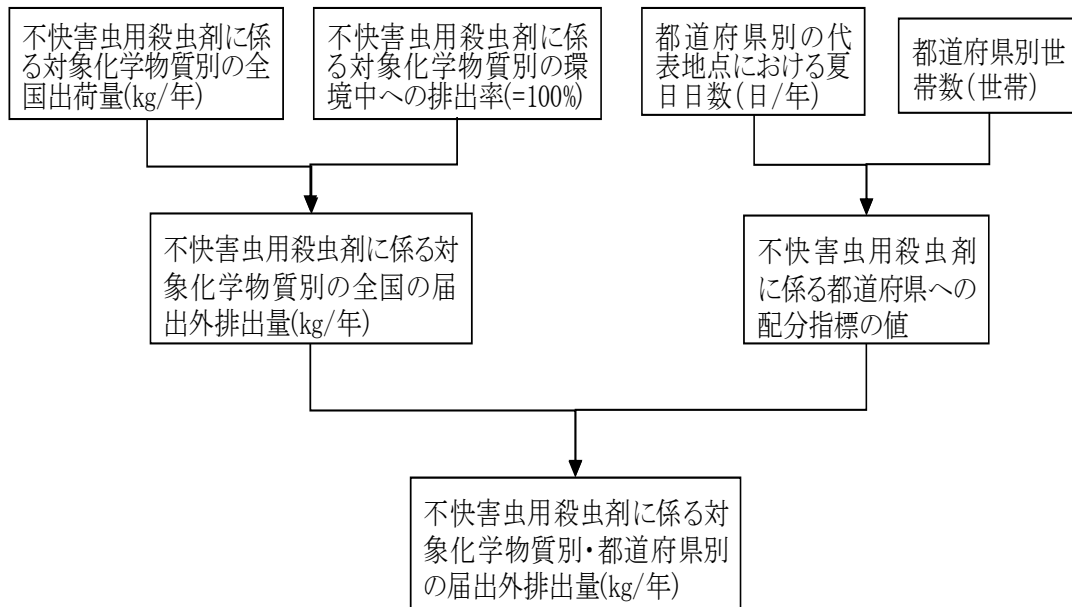 不快害虫用殺虫剤に係
る対象化学物質別の全
国出荷量(kg/年)
不快害虫用殺虫剤に係
る対象化学物質別の環
境中への排出率(=100%)
都道府県別の代
表地点における夏
日日数(日/年)
都道府県別世
帯数(世帯)
不快害虫用殺虫剤に係る対
象化学物質別の全国の届
出外排出量(kg/年)
不快害虫用殺虫剤
に係る都道府県への
配分指標の値
不快害虫用殺虫剤に係る対
象化学物質別・都道府県別
の届出外排出量(kg/年)